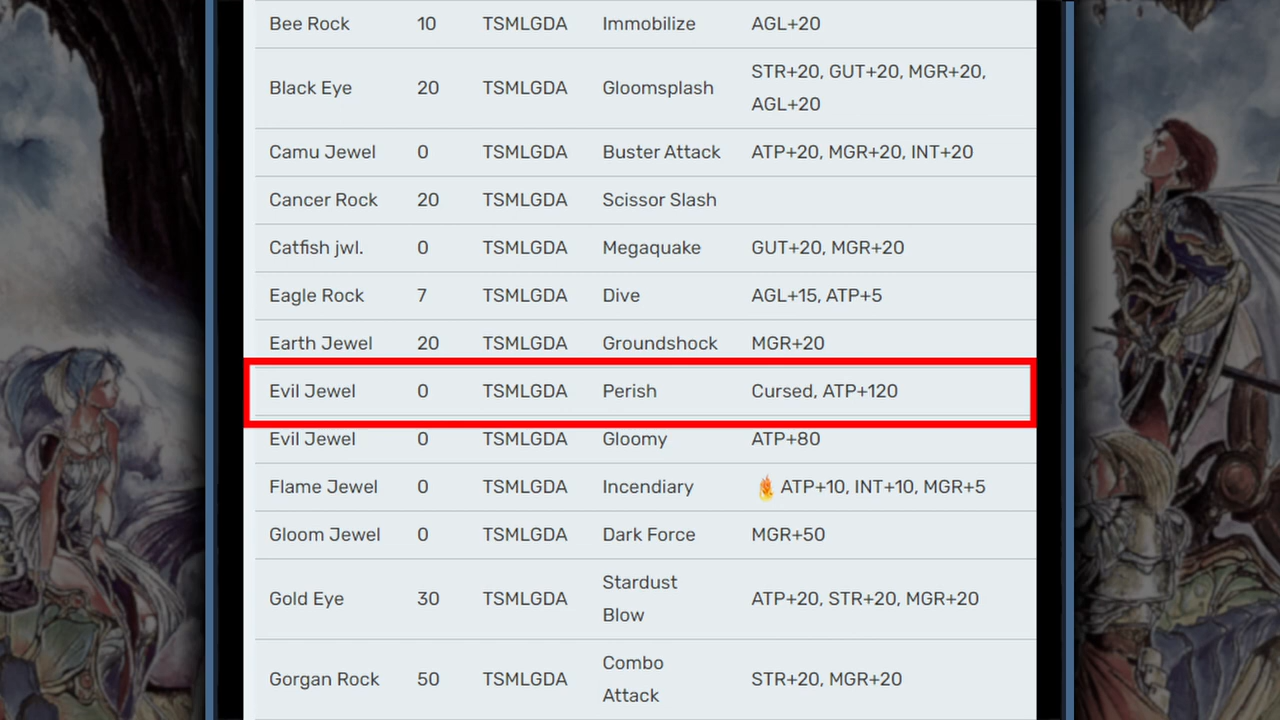 Bee Rock 10 TSMLGDA Immobilize AGL+20
Black Eye 20 TSMLGDA Gloomsplash STR+20, GUT+20, MGR+20,
AGL+20
Camu Jewel 0 TSMLGDA Buster Attack ATP+20, MGR+20, INT+20
Cancer Rock 20 TSMLGDA Scissor Slash
Catfish jwl. 0 TSMLGDA Megaquake GUT+20, MGR+20
Eagle Rock 7 TSMLGDA Dive AGL+15, ATP+5
Earth Jewel 20 TSMLGDA Groundshock MGR+20
Evil Jewel 0 TSMLGDA Perish Cursed, ATP+120
Evil Jewel 0 TSMLGDA Gloomy ATP+80
Flame Jewel 0 TSMLGDA Incendiary ATP+10, INT+10, MGR+5
Gloom Jewel 0 TSMLGDA Dark Force MGR+50
Gold Eye 30 TSMLGDA Stardust
Blow ATP+20, STR+20, MGR+20
Gorgan Rock 50 TSMLGDA Combo
Attack STR+20, MGR+20